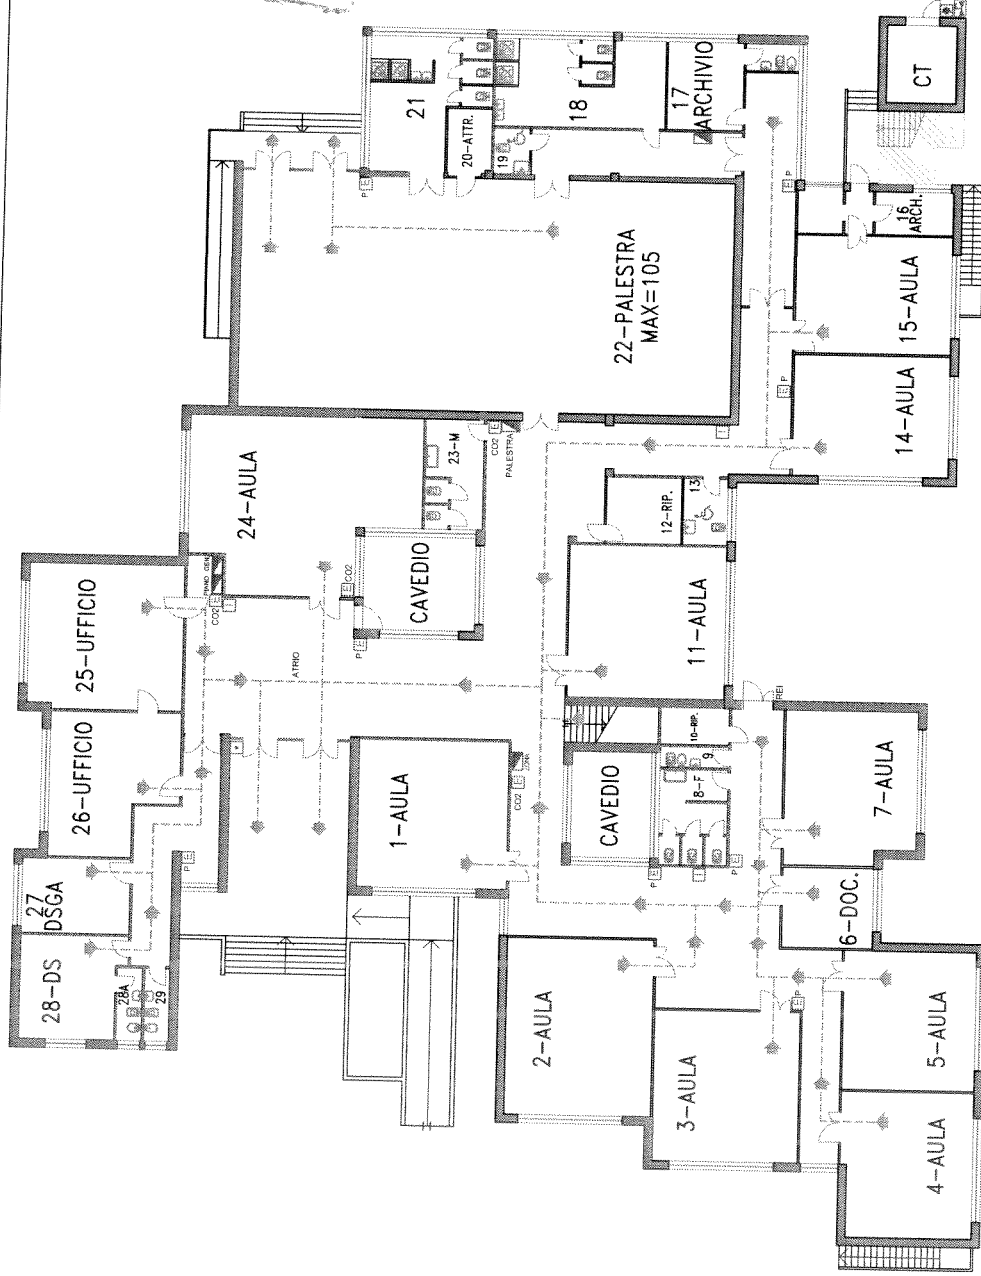 21
20-ATTR.
19
18
17
ARCHIVIO
CT
16
ARCH.
15-AULA
14-AULA
22-PALESTRA
MAX=105
P
E
E
P
E
P
I
13
12-RIP.
24-AULA
23-M
CO2
E
PALESTRA
CAVEDIO
CO2
E
P
E
25-UFFICIO
CO2
E
I
ATRIO
11-AULA
REI
10-RIP.
9
8-F
CAVEDIO
26-UFFICIO
1-AULA
CO2
E
7-AULA
P
E
P
E
I
P
E
27
DSGA
28-DS
28A
29
6-DOC.
2-AULA
3-AULA
E
P
5-AULA
4-AULA